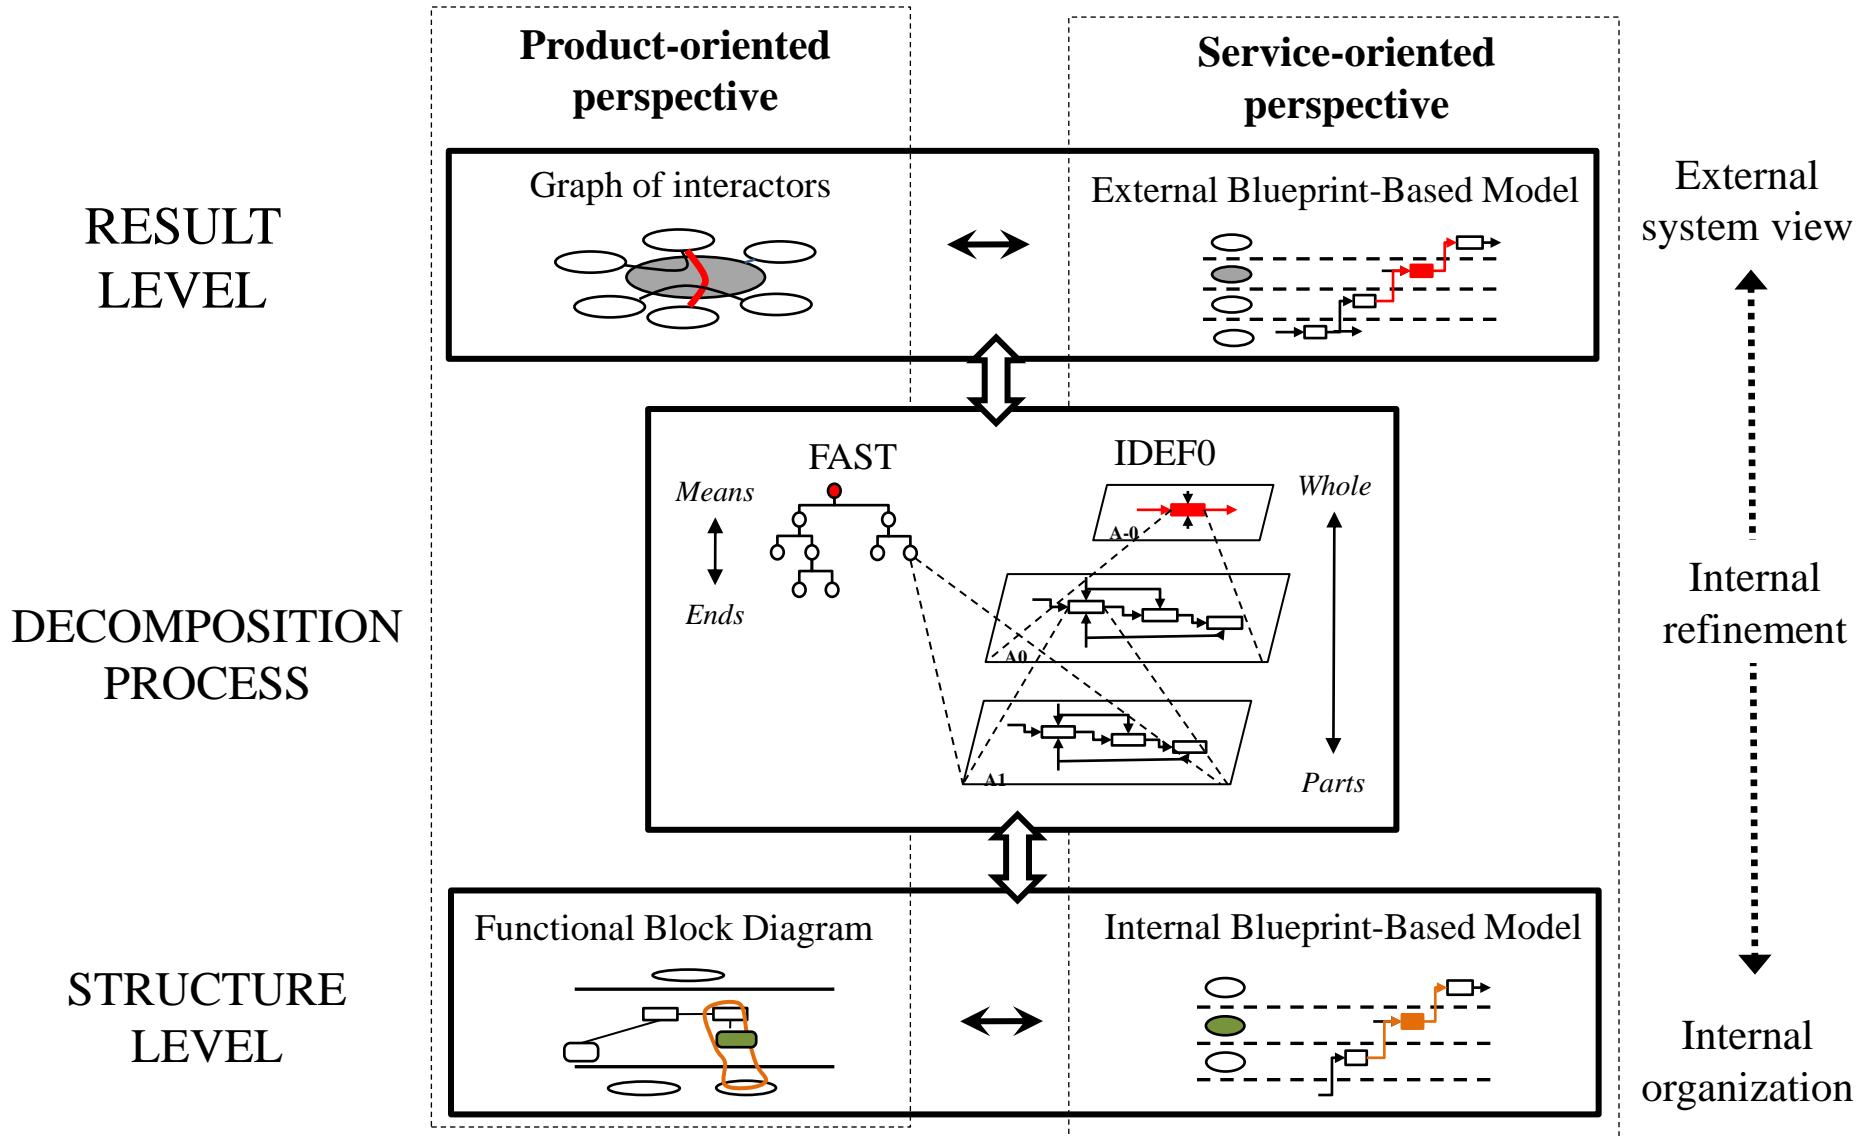 Product-oriented
perspective
Service-oriented
perspective
RESULT
LEVEL
Graph of interactors
External Blueprint-Based Model
External
system view
DECOMPOSITION
PROCESS
FAST
Means
Ends
IDEF0
Whole
Parts
A-0
A0
A1
Internal
refinement
STRUCTURE
LEVEL
Functional Block Diagram
Internal Blueprint-Based Model
Internal
organization